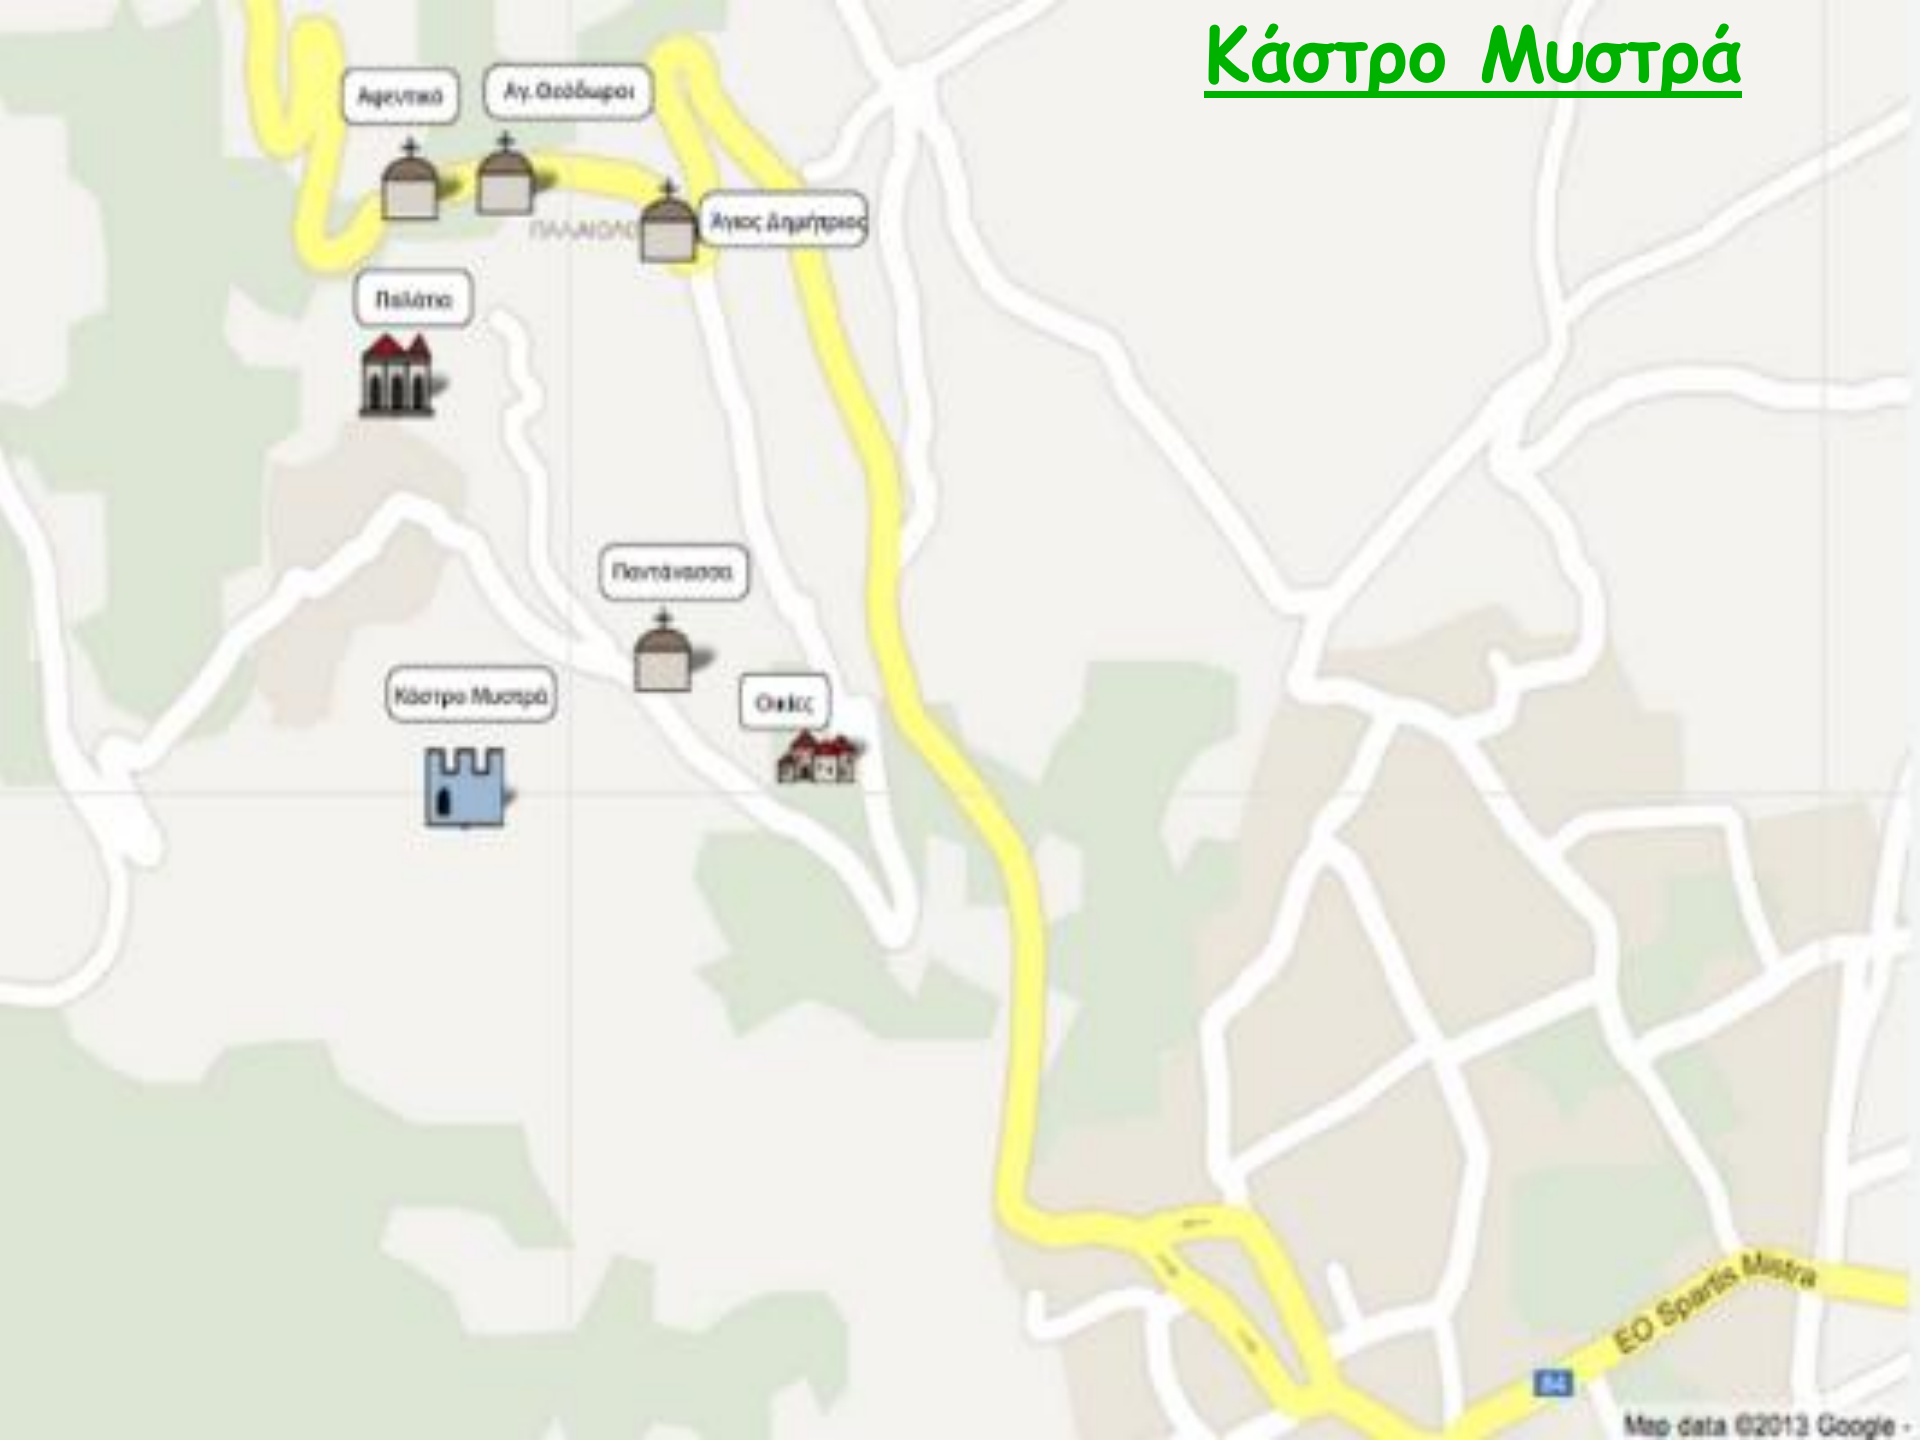 Κάστρο Μυστρά
Αφεντικό
Αγ. Θεόδωροι
Άγιος Δημήτριος
Παλάτια
Παντάνασσα
Κάστρο Μυστρά
Οικίες
EO Spartis Mistra
84
Map data ©2013 Google -